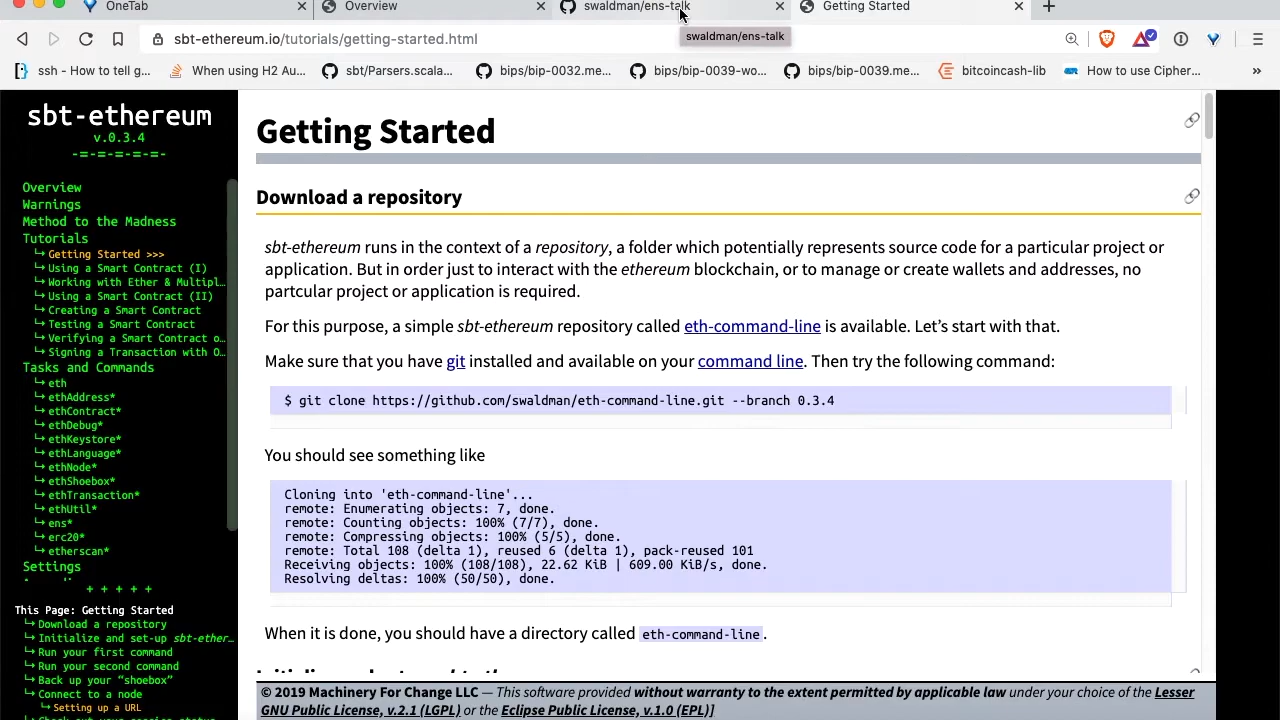 OneTab
Overview
swaldman/ens-talk
Getting Started
sbt-ethereum.io/tutorials/getting-started.html
swaldman/ens-talk
ssh - How to tell g...
When using H2 Au...
sbt/Parsers.scala...
bips/bip-0032.me...
bips/bip-0039-wo...
bips/bip-0039.me...
bitcoincash-lib
How to use Cipher...
sbt-ethereum
v.0.3.4
-=-=-=-=-=-
Overview
Warnings
Method to the Madness
Tutorials
Getting Started >>>
Using a Smart Contract (I)
Working with Ether & Multipl…
Using a Smart Contract (II)
Creating a Smart Contract
Testing a Smart Contract
Verifying a Smart Contract o…
Signing a Transaction with O…
Tasks and Commands
eth
ethAddress*
ethContract*
ethDebug*
ethKeystore*
ethLanguage*
ethNode*
ethShoebox*
ethTransaction*
ethUtil*
ens*
erc20*
etherscan*
Settings
+ + + + +
This Page: Getting Started
Download a repository
Initialize and set-up sbt-ether…
Run your first command
Run your second command
Back up your “shoebox”
Connect to a node
Setting up a URL
Getting Started
Download a repository
sbt-ethereum runs in the context of a repository, a folder which potentially represents source code for a particular project or
application. But in order just to interact with the ethereum blockchain, or to manage or create wallets and addresses, no
partcular project or application is required.
For this purpose, a simple sbt-ethereum repository called eth-command-line is available. Let’s start with that.
Make sure that you have git installed and available on your command line. Then try the following command:
$ git clone https://github.com/swaldman/eth-command-line.git --branch 0.3.4
You should see something like
Cloning into 'eth-command-line'...
remote: Enumerating objects: 7, done.
remote: Counting objects: 100% (7/7), done.
remote: Compressing objects: 100% (5/5), done.
remote: Total 108 (delta 1), reused 6 (delta 1), pack-reused 101
Receiving objects: 100% (108/108), 22.62 KiB | 609.00 KiB/s, done.
Resolving deltas: 100% (50/50), done.
When it is done, you should have a directory called eth-command-line.
© 2019 Machinery For Change LLC — This software provided without warranty to the extent permitted by applicable law under your choice of the Lesser
GNU Public License, v.2.1 (LGPL) or the Eclipse Public License, v.1.0 (EPL)]